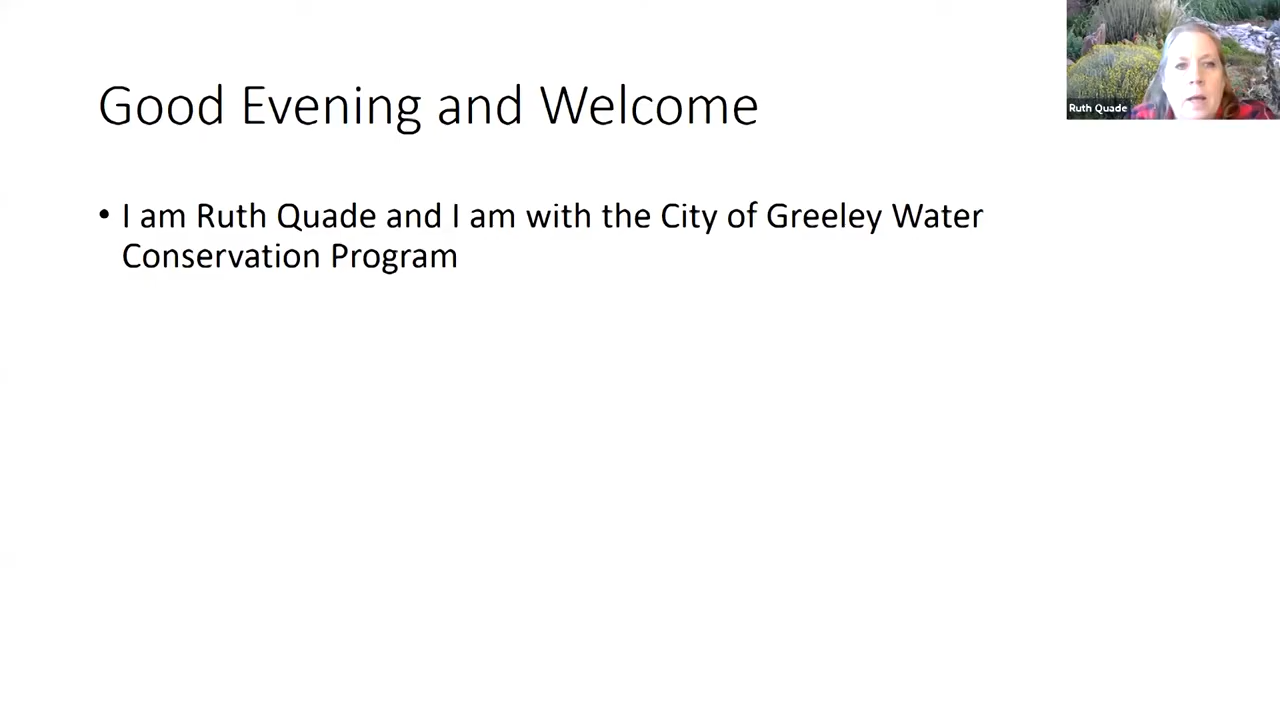 Good Evening and Welcome
• I am Ruth Quade and I am with the City of Greeley Water
Conservation Program
Ruth Quade